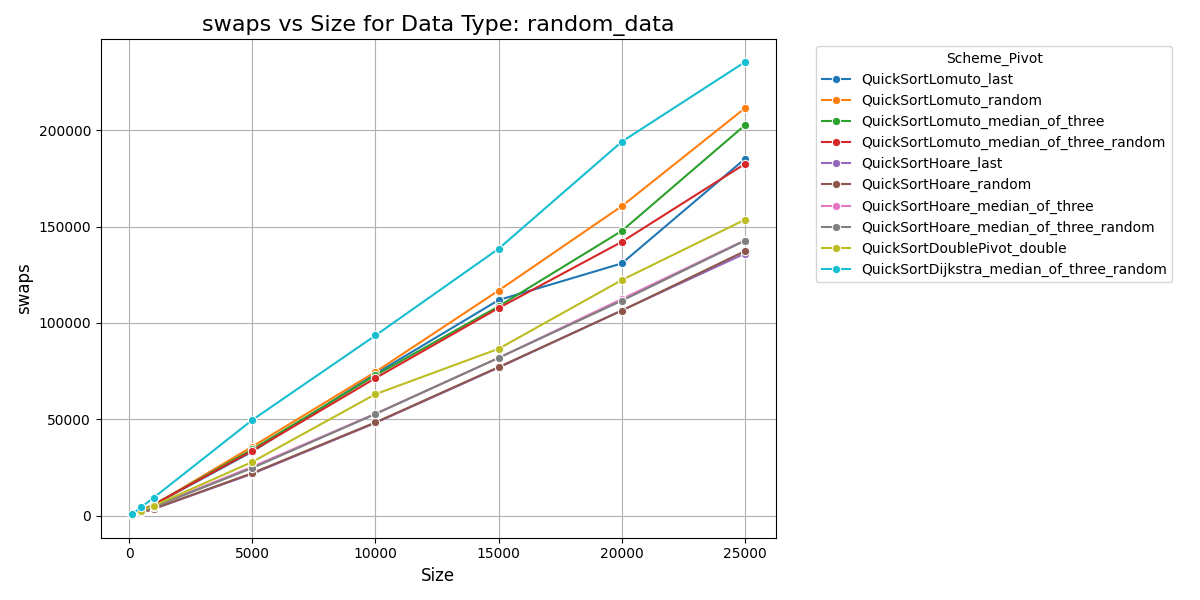 swaps vs Size for Data Type: random_data
swaps
200000
150000
100000
50000
0
0 5000 10000 15000 20000 25000
Size
Scheme_Pivot
QuickSortLomuto_last
QuickSortLomuto_random
QuickSortLomuto_median_of_three
QuickSortLomuto_median_of_three_random
QuickSortHoare_last
QuickSortHoare_random
QuickSortHoare_median_of_three
QuickSortHoare_median_of_three_random
QuickSortDoublePivot_double
QuickSortDijkstra_median_of_three_random